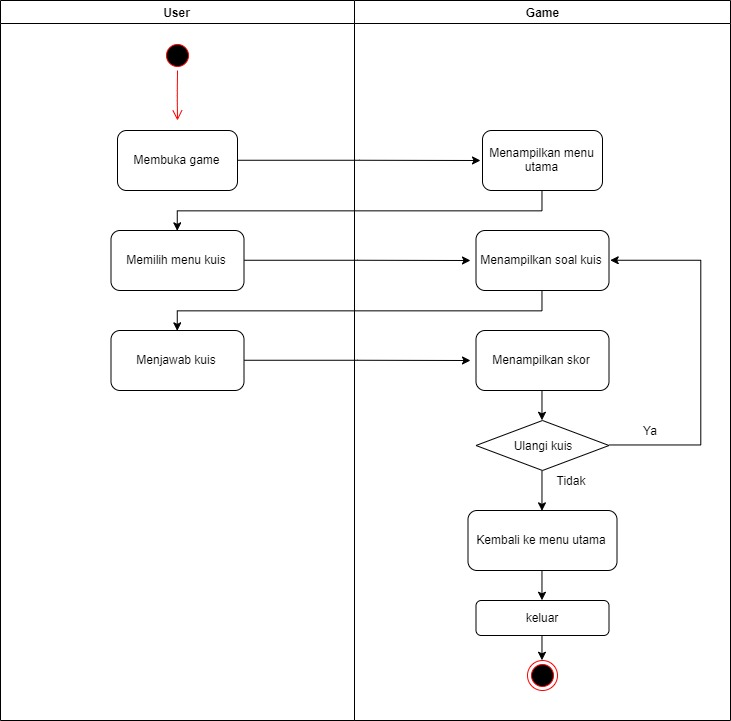 User
Game
Membuka game
Menampilkan menu
utama
Memilih menu kuis
Menampilkan soal kuis
Menjawab kuis
Menampilkan skor
Ulangi kuis
Ya
Tidak
Kembali ke menu utama
keluar